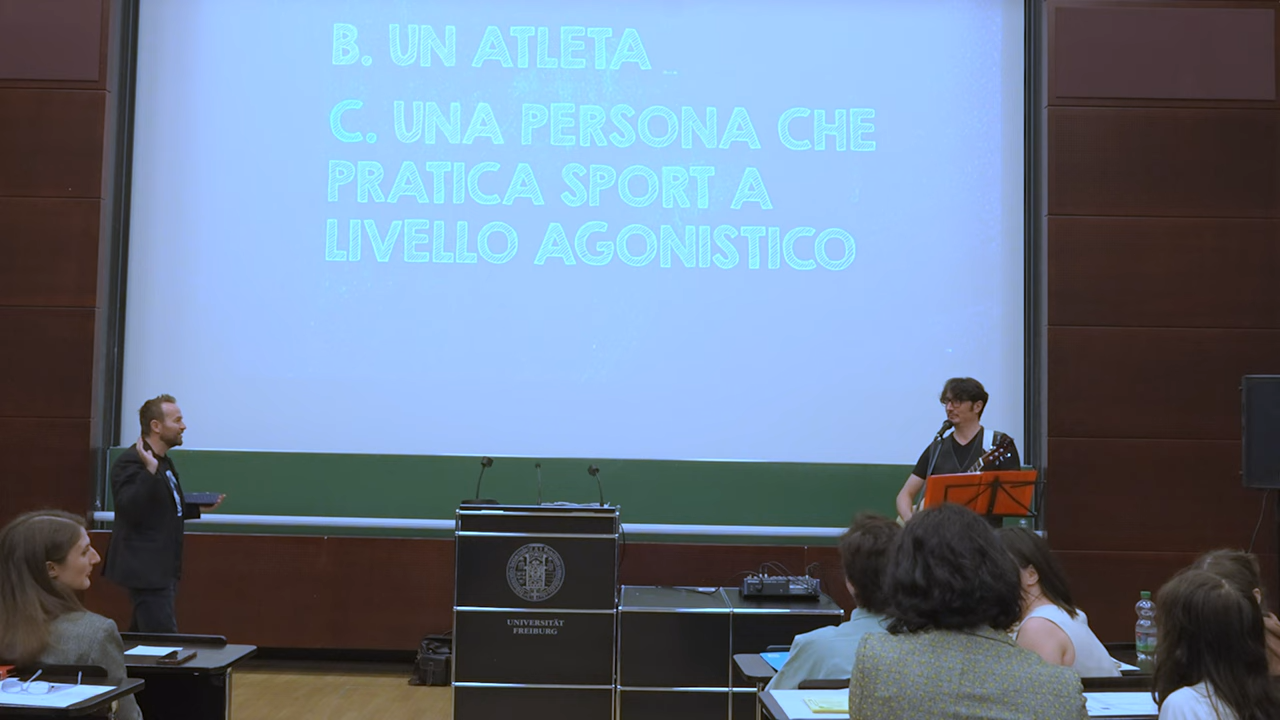 B. UN ATLETA
C. UNA PERSONA CHE
PRATICA SPORT A
LIVELLO AGONISTICO
UNIVERSITÄT
FREIBURG